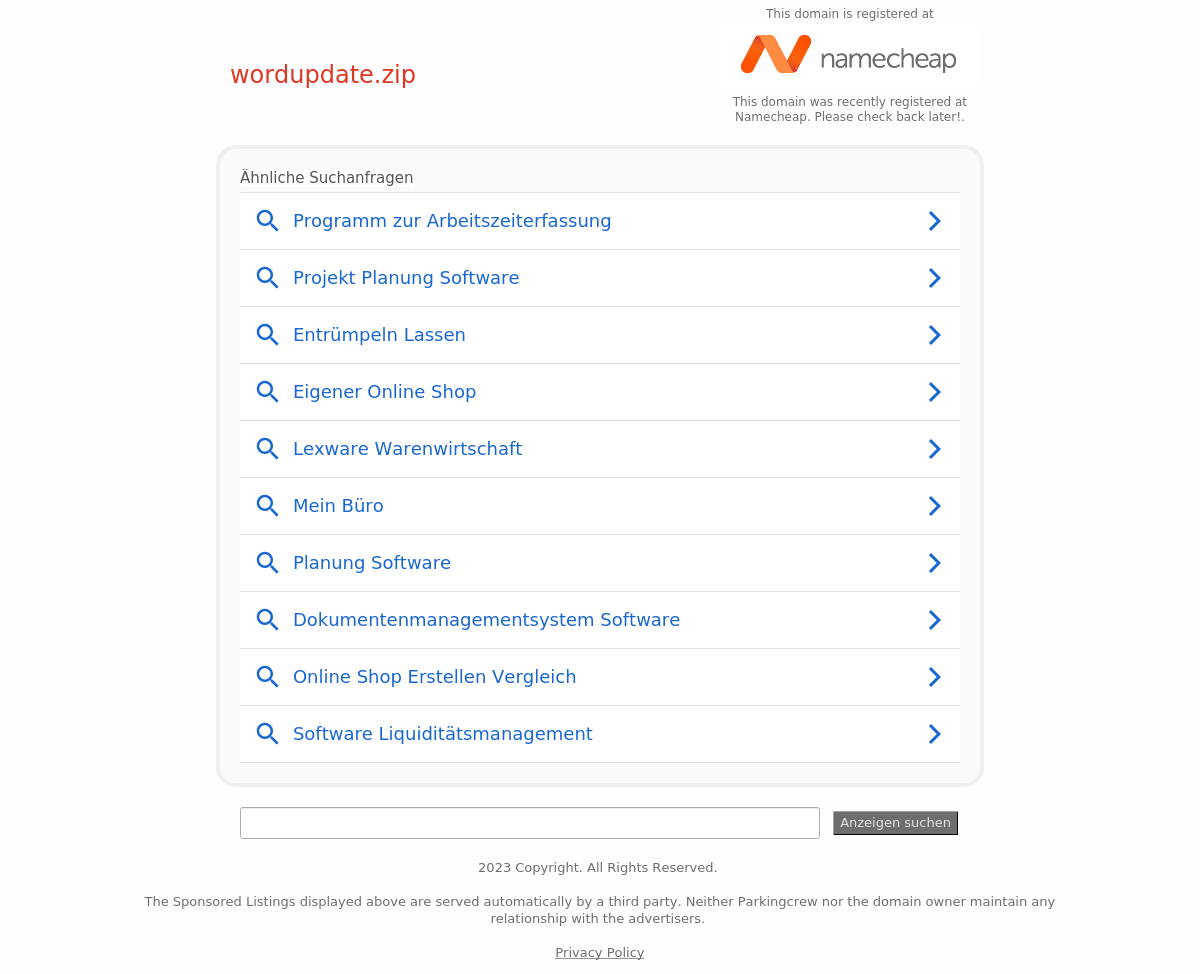 This domain is registered at
namecheap
wordupdate.zip
This domain was recently registered at
Namecheap. Please check back later!.
Ähnliche Suchanfragen
Programm zur Arbeitszeiterfassung
Projekt Planung Software
Entrümpeln Lassen
Eigener Online Shop
Lexware Warenwirtschaft
Mein Büro
Planung Software
Dokumentenmanagementsystem Software
Online Shop Erstellen Vergleich
Software Liquiditätsmanagement
Anzeigen suchen
2023 Copyright. All Rights Reserved.
The Sponsored Listings displayed above are served automatically by a third party. Neither Parkingcrew nor the domain owner maintain any
relationship with the advertisers.
Privacy Policy